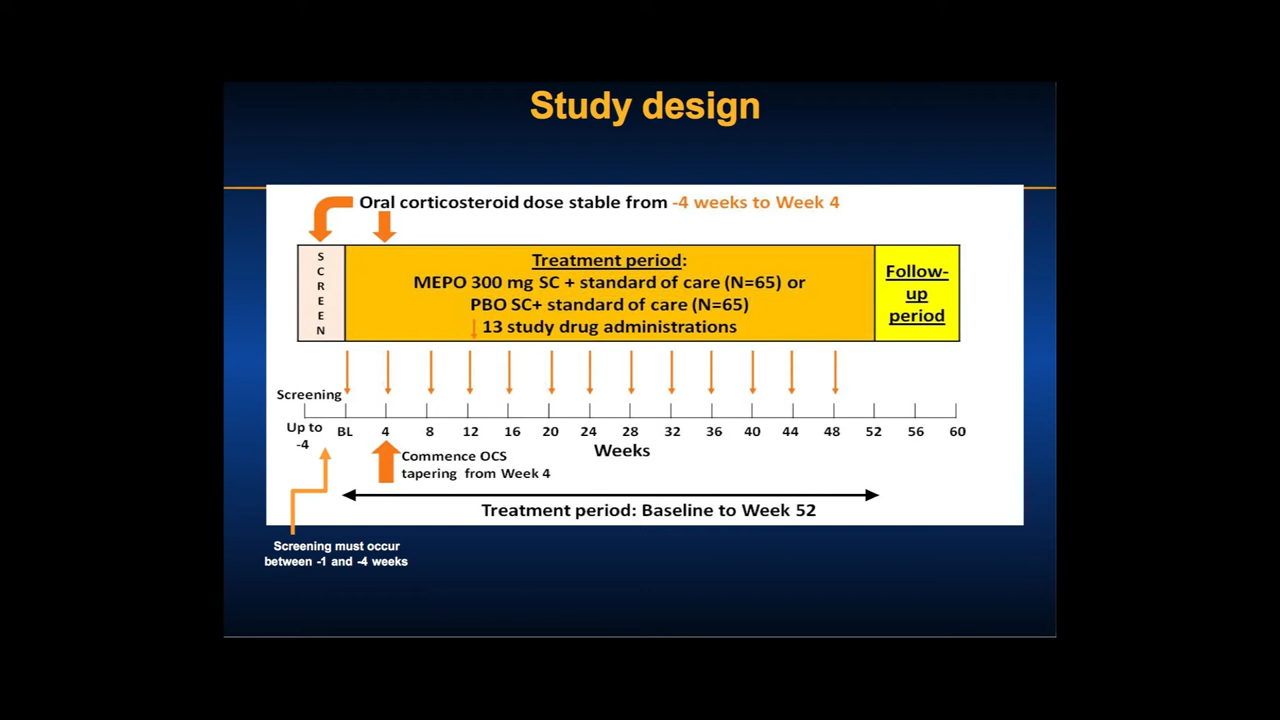 Study design
Oral corticosteroid dose stable from -4 weeks to Week 4
S
C
R
E
E
N
Treatment period:
MEPO 300 mg SC + standard of care (N=65) or
PBO SC+ standard of care (N=65)
13 study drug administrations
Follow-
up
period
Screening
Up to
-4
BL 4 8 12 16 20 24 28 32 36 40 44 48 52 56 60
Weeks
Commence OCS
tapering from Week 4
Treatment period: Baseline to Week 52
Screening must occur
between -1 and -4 weeks